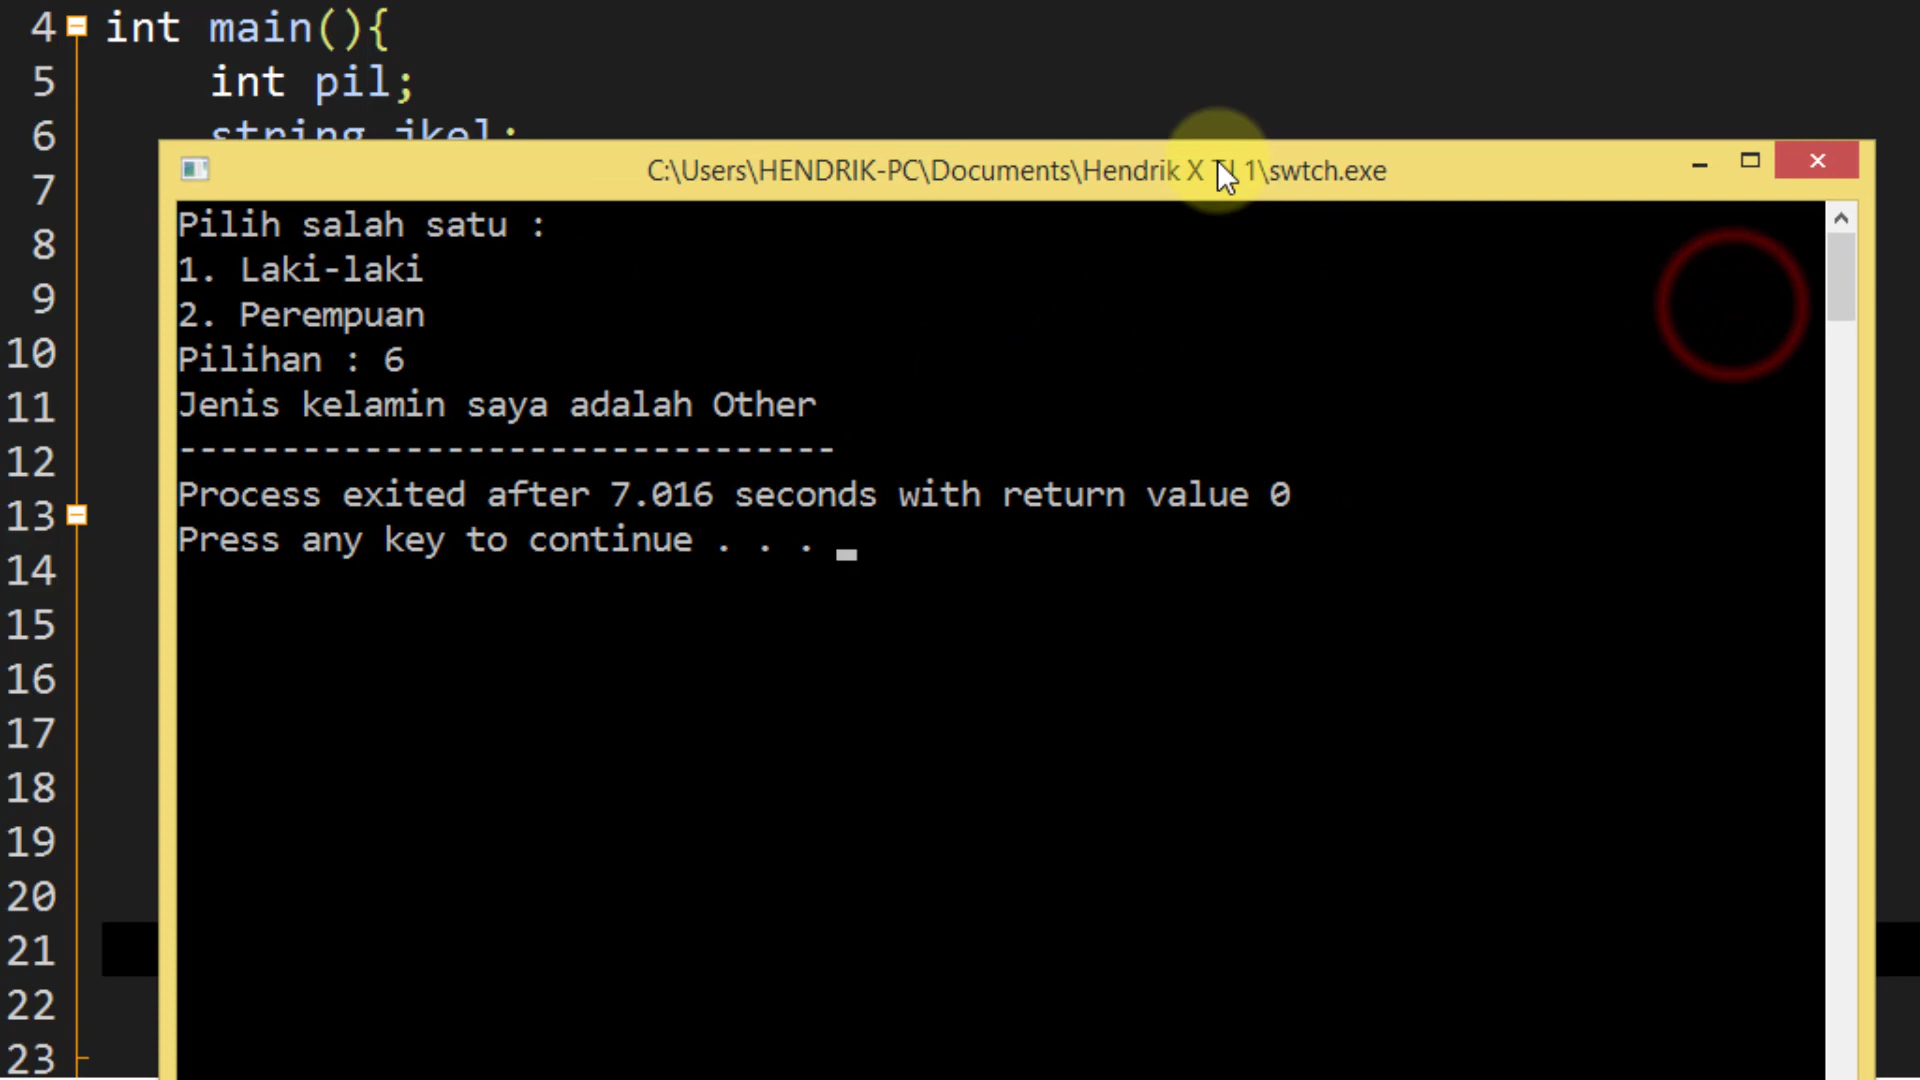 4 int main(){
5 int pil;
6 string jkel;
C:\Users\HENDRIK-PC\Documents\Hendrik X 1\swtch.exe
7
8
9
10
11
12
13
14
15
16
17
18
19
20
21
22
23
Pilih salah satu :
1. Laki-laki
2. Perempuan
Pilihan : 6
Jenis kelamin saya adalah Other
--------------------------------
Process exited after 7.016 seconds with return value 0
Press any key to continue . . .